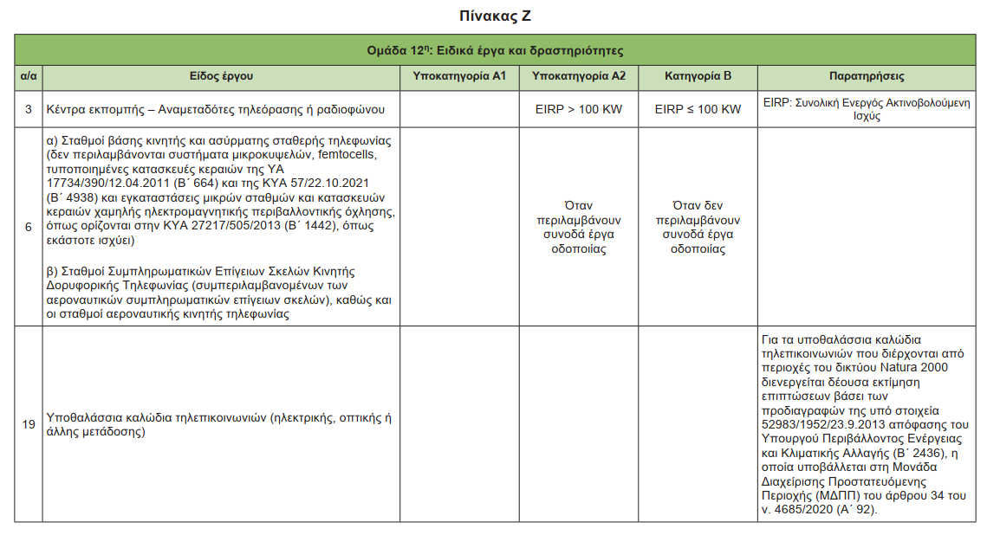 Πίνακας Ζ
Ομάδα 12η: Ειδικά έργα και δραστηριότητες
α/α
Είδος έργου
Υποκατηγορία Α1
Υποκατηγορία Α2
Κατηγορία Β
Παρατηρήσεις
3
Κέντρα εκπομπής – Αναμεταδότες τηλεόρασης ή ραδιοφώνου
EIRP > 100 KW
EIRP ≤ 100 KW
EIRP: Συνολική Ενεργός Ακτινοβολούμενη
Ισχύς
6
α) Σταθμοί βάσης κινητής και ασύρματης σταθερής τηλεφωνίας
(δεν περιλαμβάνονται συστήματα μικροκυψελών, femtocells,
τυποποιημένες κατασκευές κεραιών της ΥΑ
17734/390/12.04.2011 (Β΄ 664) και της ΚΥΑ 57/22.10.2021
(Β΄ 4938) και εγκαταστάσεις μικρών σταθμών και κατασκευών
κεραιών χαμηλής ηλεκτρομαγνητικής περιβαλλοντικής όχλησης,
όπως ορίζονται στην ΚΥΑ 27217/505/2013 (Β΄ 1442), όπως
εκάστοτε ισχύει)
β) Σταθμοί Συμπληρωματικών Επίγειων Σκελών Κινητής
Δορυφορικής Τηλεφωνίας (συμπεριλαμβανομένων των
αεροναυτικών συμπληρωματικών επίγειων σκελών), καθώς και
οι σταθμοί αεροναυτικής κινητής τηλεφωνίας
Όταν
περιλαμβάνουν
συνοδά έργα
οδοποιίας
Όταν δεν
περιλαμβάνουν
συνοδά έργα
οδοποιίας
19
Υποθαλάσσια καλώδια τηλεπικοινωνιών (ηλεκτρικής, οπτικής ή
άλλης μετάδοσης)
Για τα υποθαλάσσια καλώδια
τηλεπικοινωνιών που διέρχονται από
περιοχές του δικτύου Natura 2000
διενεργείται δέουσα εκτίμηση
επιπτώσεων βάσει των
προδιαγραφών της υπό στοιχεία
52983/1952/23.9.2013 απόφασης του
Υπουργού Περιβάλλοντος Ενέργειας
και Κλιματικής Αλλαγής (Β΄ 2436), η
οποία υποβάλλεται στη Μονάδα
Διαχείρισης Προστατευόμενης
Περιοχής (ΜΔΠΠ) του άρθρου 34 του
ν. 4685/2020 (Α΄ 92).